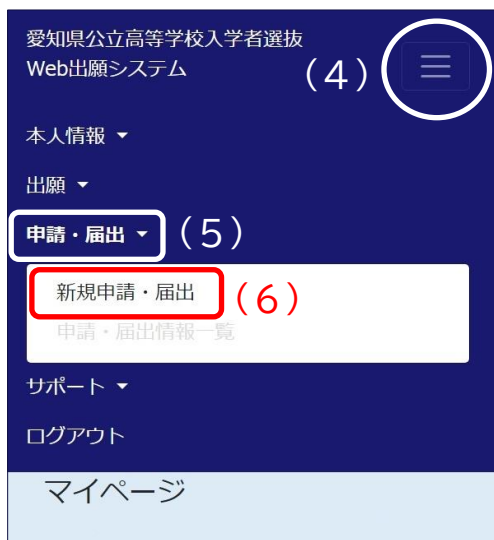 愛知県公立高等学校入学者選抜
Web出願システム
(4)
本人情報 ▼
出願 ▼
申請・届出 ▼ (5)
新規申請・届出 (6)
申請・届出情報一覧
サポート ▼
ログアウト
マイページ